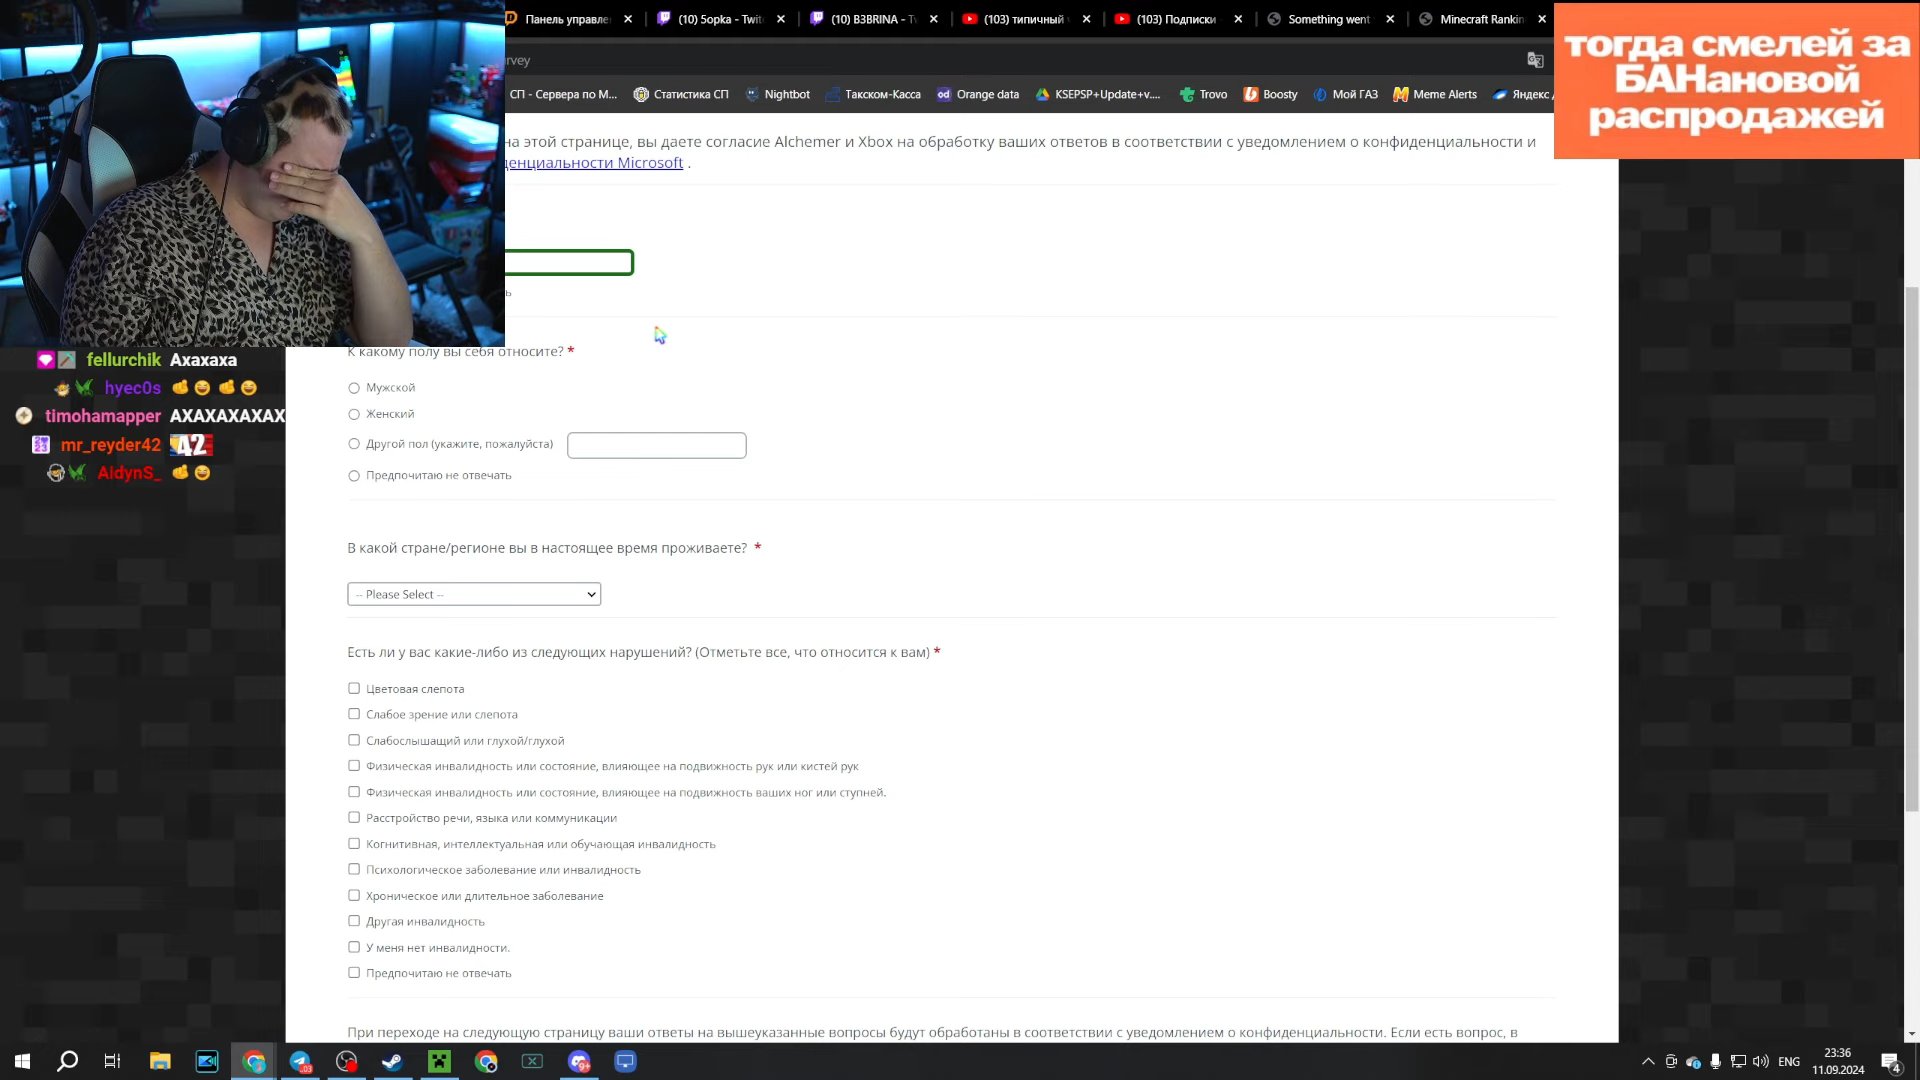 Панель управле
(10) 5opka - Twit
(10) B3BRINA - Tw
(103) типичный
(103) Подписки
Something went
Minecraft Rankin
rvey
СП - Сервера по М...
Статистика СП
Nightbot
Такском-Касса
Orange data
KSEPSP+Update+v....
Trovo
Boosty
Мой ГАЗ
Meme Alerts
Яндекс
тогда смелей за
БАНановой
распродажей
на этой странице, вы даете согласие Alchemer и Xbox на обработку ваших ответов в соответствии с уведомлением о конфиденциальности и
денциальности Microsoft .
ь
fellurchik Ахахаха
hyec0s
timohamapper АХАХАХАХАХ
mr_reyder42 42
AidynS_
К какому полу вы себя относите? *
Мужской
Женский
Другой пол (укажите, пожалуйста)
Предпочитаю не отвечать
В какой стране/регионе вы в настоящее время проживаете? *
-- Please Select --
Есть ли у вас какие-либо из следующих нарушений? (Отметьте все, что относится к вам) *
Цветовая слепота
Слабое зрение или слепота
Слабослышащий или глухой/глухой
Физическая инвалидность или состояние, влияющее на подвижность рук или кистей рук
Физическая инвалидность или состояние, влияющее на подвижность ваших ног или ступней.
Расстройство речи, языка или коммуникации
Когнитивная, интеллектуальная или обучающая инвалидность
Психологическое заболевание или инвалидность
Хроническое или длительное заболевание
Другая инвалидность
У меня нет инвалидности.
Предпочитаю не отвечать
При переходе на следующую страницу ваши ответы на вышеуказанные вопросы будут обработаны в соответствии с уведомлением о конфиденциальности. Если есть вопрос, в
ENG
23:36
11.09.2024
4